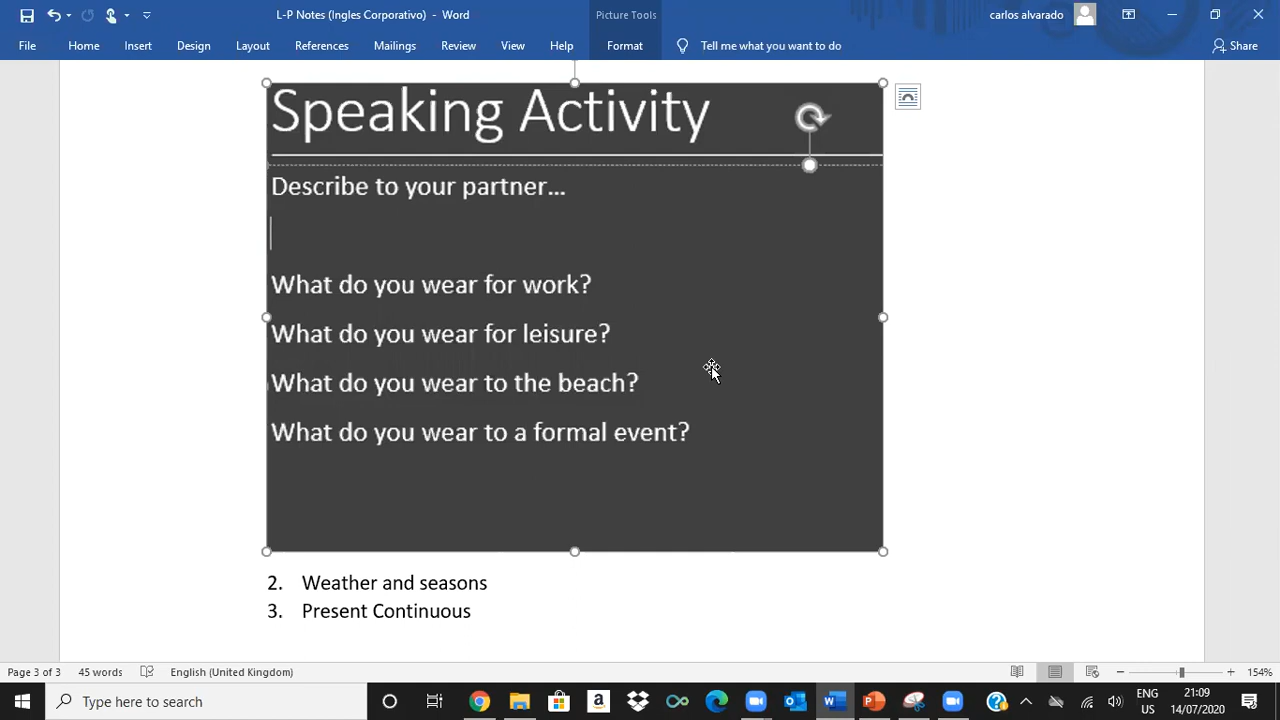 L-P Notes (Ingles Corporativo) - Word
Picture Tools
carlos alvarado
File
Home
Insert
Design
Layout
References
Mailings
Review
View
Help
Format
Tell me what you want to do
Share
Speaking Activity
Describe to your partner...
What do you wear for work?
What do you wear for leisure?
What do you wear to the beach?
What do you wear to a formal event?
2. Weather and seasons
3. Present Continuous
Page 3 of 3
45 words
English (United Kingdom)
154%
Type here to search
ENG
US
21:09
14/07/2020